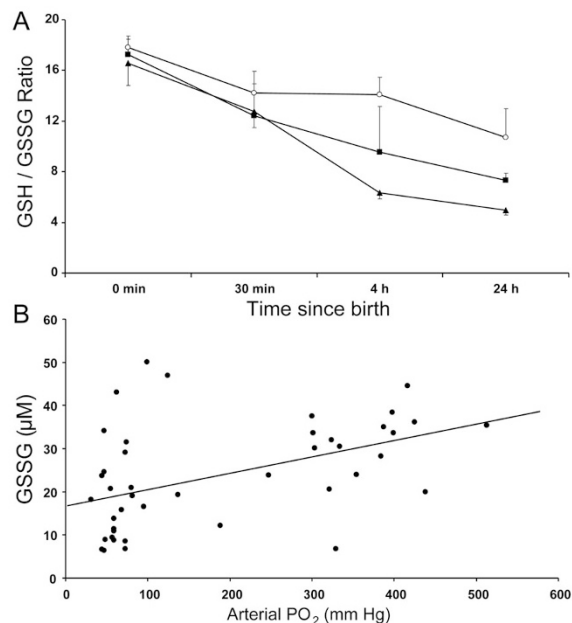 A
20
16
12
8
4
0
GSH / GSSG Ratio
0 min 30 min 4 h 24 h
Time since birth
B
60
50
40
30
20
10
0
GSSG (µM)
0 100 200 300 400 500 600
Arterial PO₂ (mm Hg)